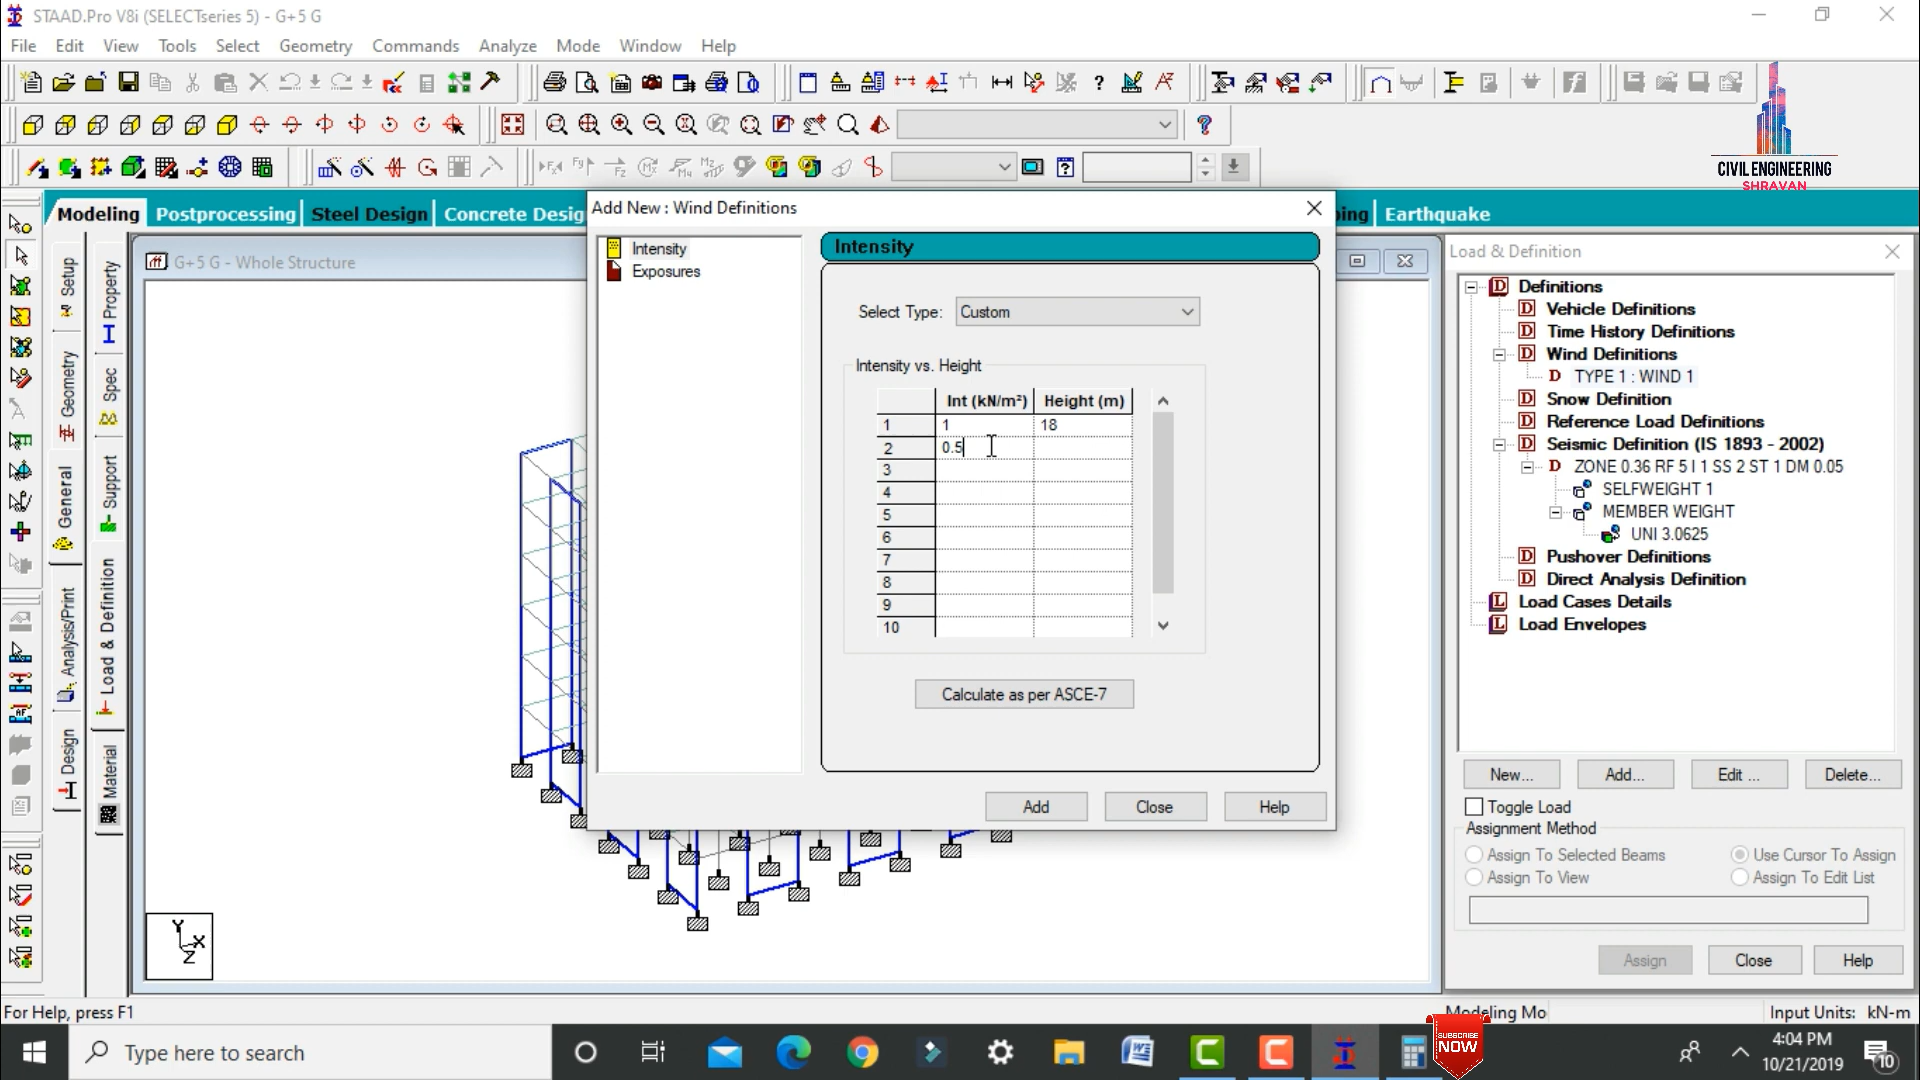 STAAD.Pro V8i (SELECTseries 5) - G+5 G
File Edit View Tools Select Geometry Commands Analyze Mode Window Help
CIVIL ENGINEERING
SHRAVAN
Modeling Postprocessing Steel Design Concrete Desig ing Earthquake
Add New : Wind Definitions
G+5 G - Whole Structure
Setup
Geometry
General
Analysis/Print
Design
Property
Spec
Support
Load & Definition
Material
Intensity
Exposures
Intensity
Select Type: Custom
Intensity vs. Height
Int (kN/m²) Height (m)
1 1 18
2 0.5
3
4
5
6
7
8
9
10
Calculate as per ASCE-7
Add Close Help
Load & Definition
Definitions
Vehicle Definitions
Time History Definitions
Wind Definitions
TYPE 1 : WIND 1
Snow Definition
Reference Load Definitions
Seismic Definition (IS 1893 - 2002)
ZONE 0.36 RF 5 I 1 SS 2 ST 1 DM 0.05
SELFWEIGHT 1
MEMBER WEIGHT
UNI 3.0625
Pushover Definitions
Direct Analysis Definition
Load Cases Details
Load Envelopes
New... Add... Edit ... Delete...
Toggle Load
Assignment Method
Assign To Selected Beams Use Cursor To Assign
Assign To View Assign To Edit List
Assign Close Help
Y
X
Z
For Help, press F1 Modeling Mo Input Units: kN-m
Type here to search
SUBSCRIBE
NOW
4:04 PM
10/21/2019
10